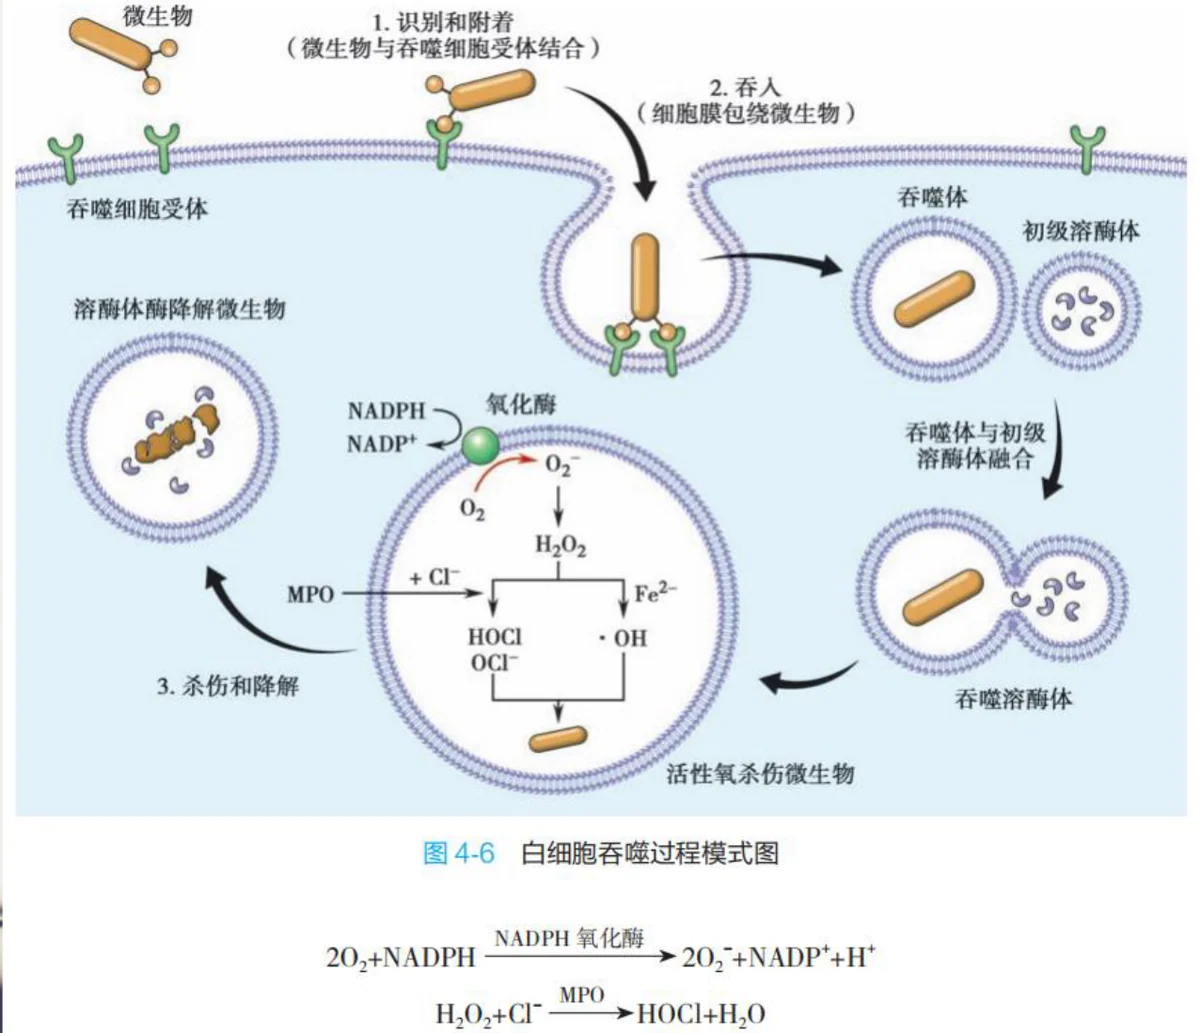 微生物
1. 识别和附着
（微生物与吞噬细胞受体结合）
2. 吞入
（细胞膜包绕微生物）
吞噬细胞受体
吞噬体
初级溶酶体
溶酶体酶降解微生物
NADPH
NADP⁺
氧化酶
O₂⁻
O₂
H₂O₂
吞噬体与初级
溶酶体融合
MPO
+ Cl⁻
Fe²⁻
HOCl
OCl⁻
· OH
3. 杀伤和降解
吞噬溶酶体
活性氧杀伤微生物
图 4-6 白细胞吞噬过程模式图
2O₂+NADPH NADPH 氧化酶 → 2O₂⁻+NADP⁺+H⁺
H₂O₂+Cl⁻ MPO → HOCl+H₂O